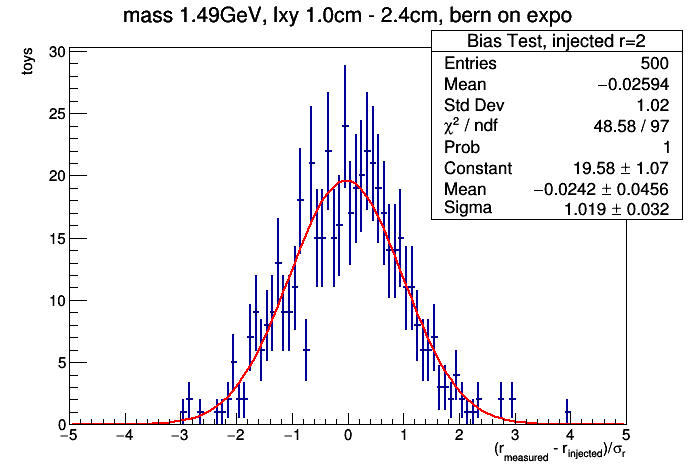 mass 1.49GeV, lxy 1.0cm - 2.4cm, bern on expo
Bias Test, injected r=2
Entries 500
Mean −0.02594
Std Dev 1.02
χ² / ndf 48.58 / 97
Prob 1
Constant 19.58 ± 1.07
Mean −0.0242 ± 0.0456
Sigma 1.019 ± 0.032
toys
30
25
20
15
10
5
0
−5 −4 −3 −2 −1 0 1 2 3 4 5
(r_measured - r_injected)/σ_r